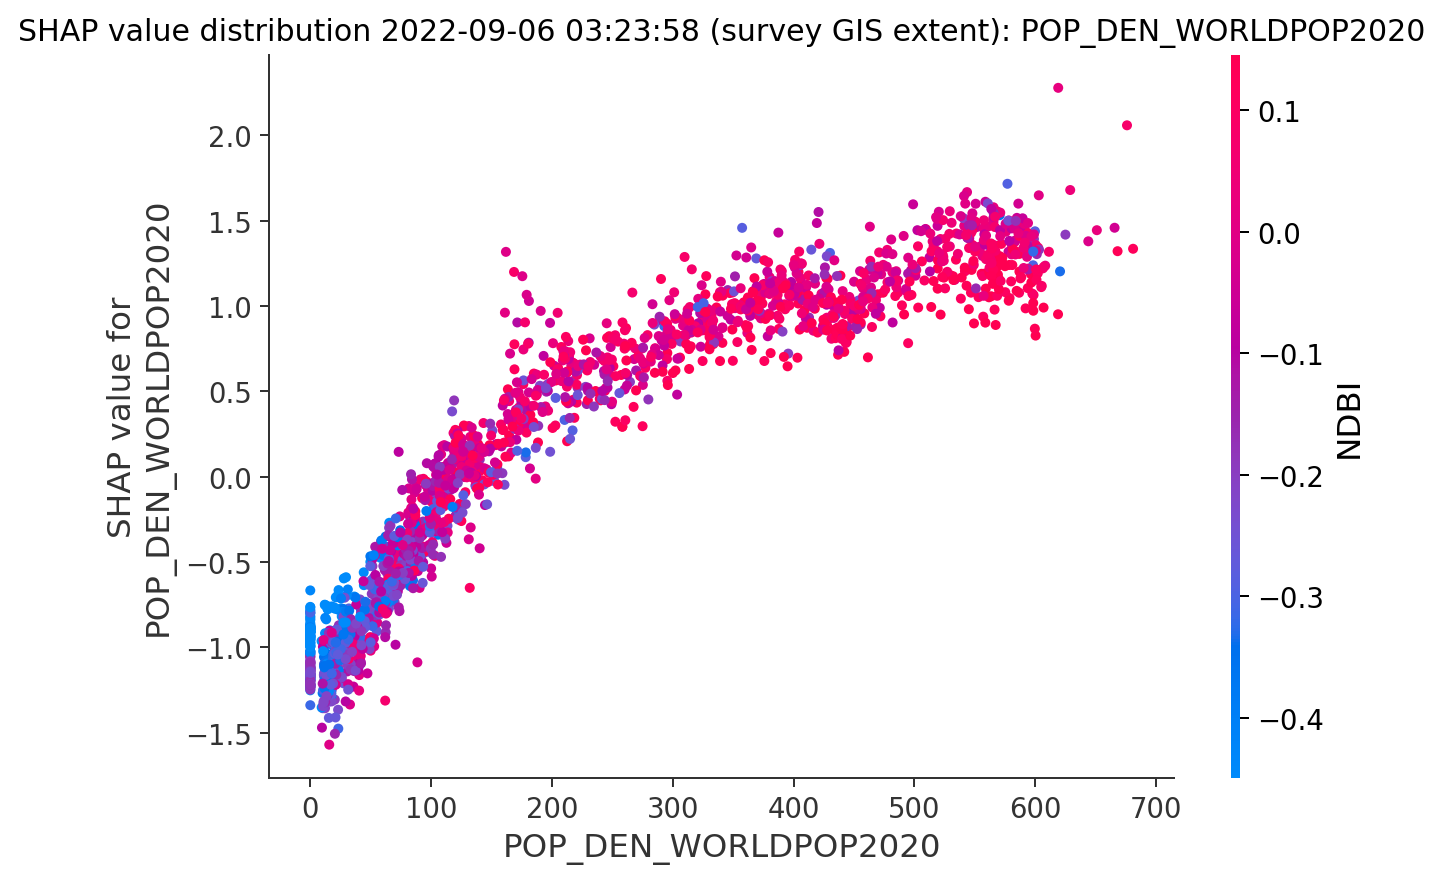 SHAP value distribution 2022-09-06 03:23:58 (survey GIS extent): POP_DEN_WORLDPOP2020
SHAP value for
POP_DEN_WORLDPOP2020
2.0
1.5
1.0
0.5
0.0
−0.5
−1.0
−1.5
0 100 200 300 400 500 600 700
POP_DEN_WORLDPOP2020
0.1
0.0
−0.1
−0.2
−0.3
−0.4
NDBI